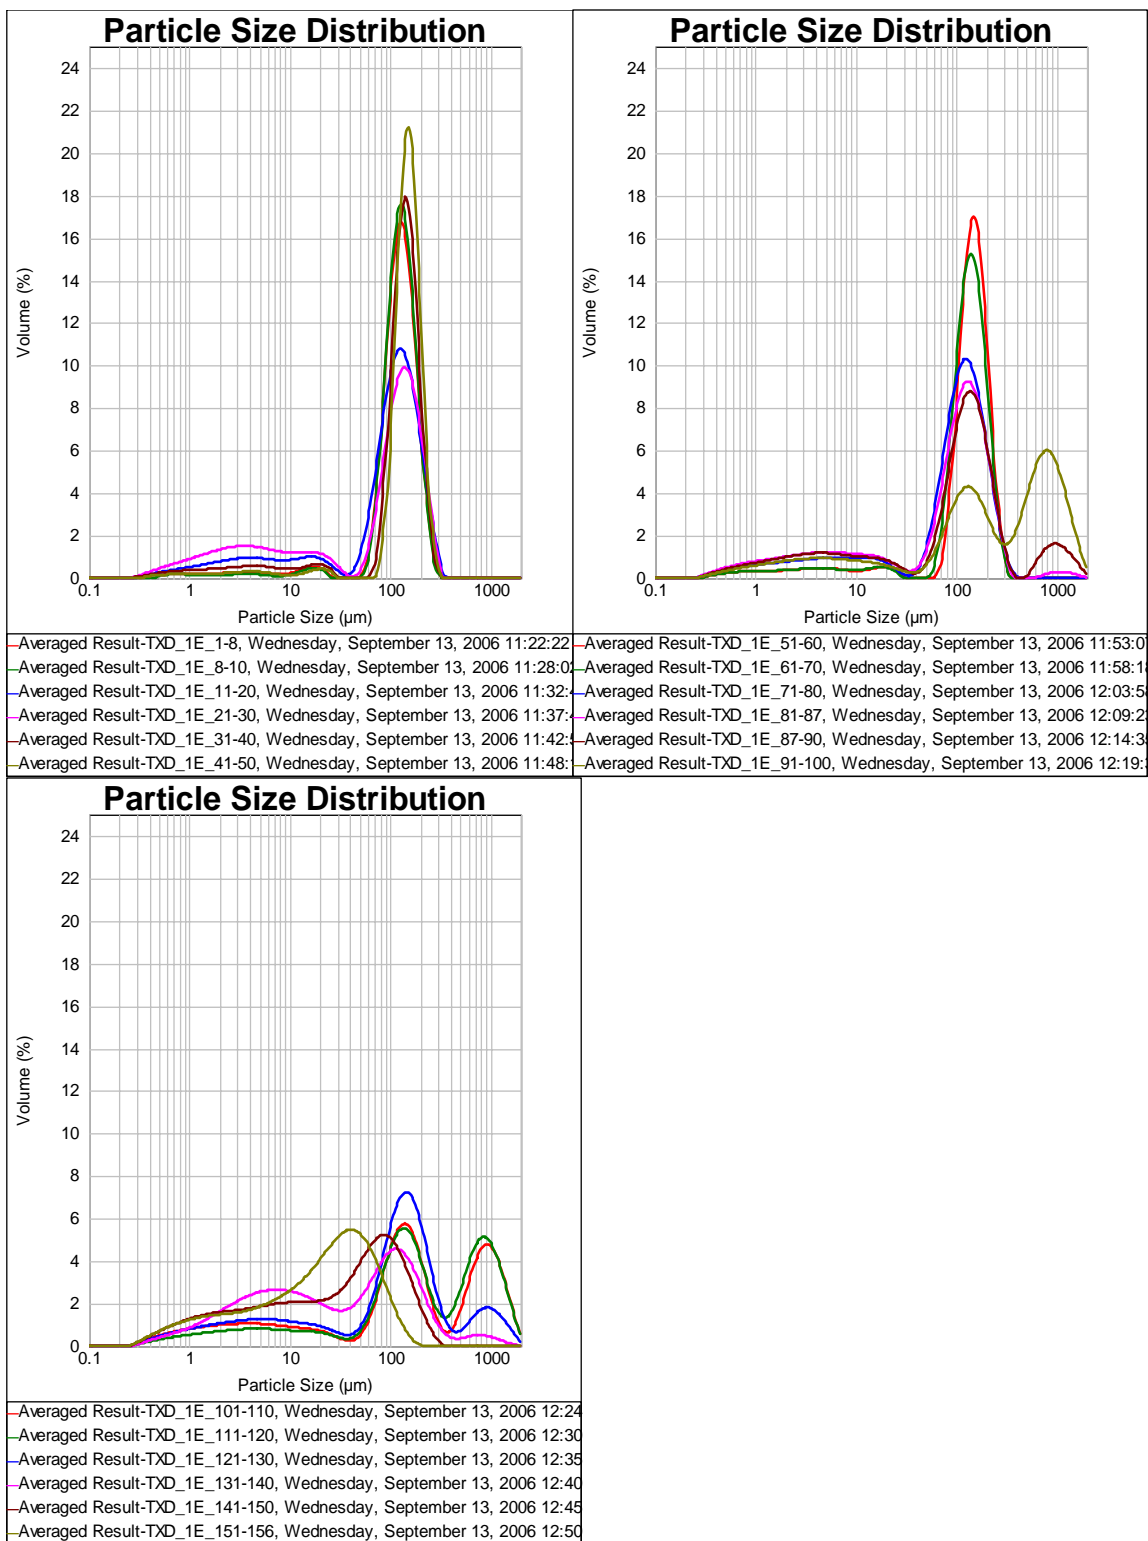 Particle Size Distribution
24
22
20
18
16
14
12
10
8
6
4
2
0
Volume (%)
0.1 1 10 100 1000
Particle Size (µm)
Averaged Result-TXD_1E_1-8, Wednesday, September 13, 2006 11:22:22
Averaged Result-TXD_1E_8-10, Wednesday, September 13, 2006 11:28:02
Averaged Result-TXD_1E_11-20, Wednesday, September 13, 2006 11:32:
Averaged Result-TXD_1E_21-30, Wednesday, September 13, 2006 11:37:
Averaged Result-TXD_1E_31-40, Wednesday, September 13, 2006 11:42:
Averaged Result-TXD_1E_41-50, Wednesday, September 13, 2006 11:48:
Particle Size Distribution
24
22
20
18
16
14
12
10
8
6
4
2
0
Volume (%)
0.1 1 10 100 1000
Particle Size (µm)
Averaged Result-TXD_1E_51-60, Wednesday, September 13, 2006 11:53:0
Averaged Result-TXD_1E_61-70, Wednesday, September 13, 2006 11:58:1
Averaged Result-TXD_1E_71-80, Wednesday, September 13, 2006 12:03:5
Averaged Result-TXD_1E_81-87, Wednesday, September 13, 2006 12:09:2
Averaged Result-TXD_1E_87-90, Wednesday, September 13, 2006 12:14:3
Averaged Result-TXD_1E_91-100, Wednesday, September 13, 2006 12:19:
Particle Size Distribution
24
22
20
18
16
14
12
10
8
6
4
2
0
Volume (%)
0.1 1 10 100 1000
Particle Size (µm)
Averaged Result-TXD_1E_101-110, Wednesday, September 13, 2006 12:24
Averaged Result-TXD_1E_111-120, Wednesday, September 13, 2006 12:30
Averaged Result-TXD_1E_121-130, Wednesday, September 13, 2006 12:35
Averaged Result-TXD_1E_131-140, Wednesday, September 13, 2006 12:40
Averaged Result-TXD_1E_141-150, Wednesday, September 13, 2006 12:45
Averaged Result-TXD_1E_151-156, Wednesday, September 13, 2006 12:50